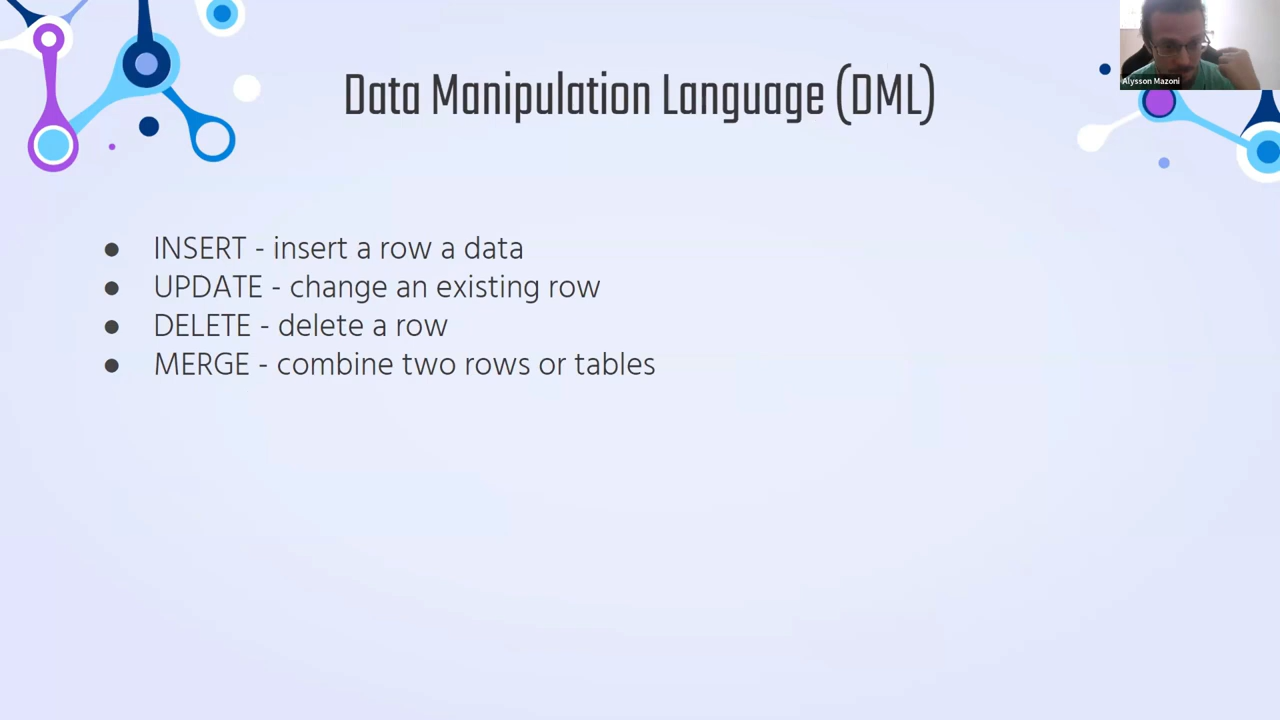 Data Manipulation Language (DML)
Alysson Mazoni
● INSERT - insert a row a data
● UPDATE - change an existing row
● DELETE - delete a row
● MERGE - combine two rows or tables